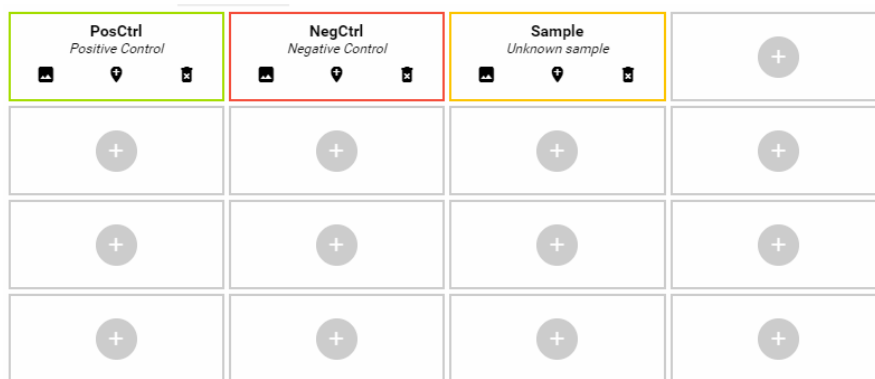 PosCtrl
Positive Control
NegCtrl
Negative Control
Sample
Unknown sample